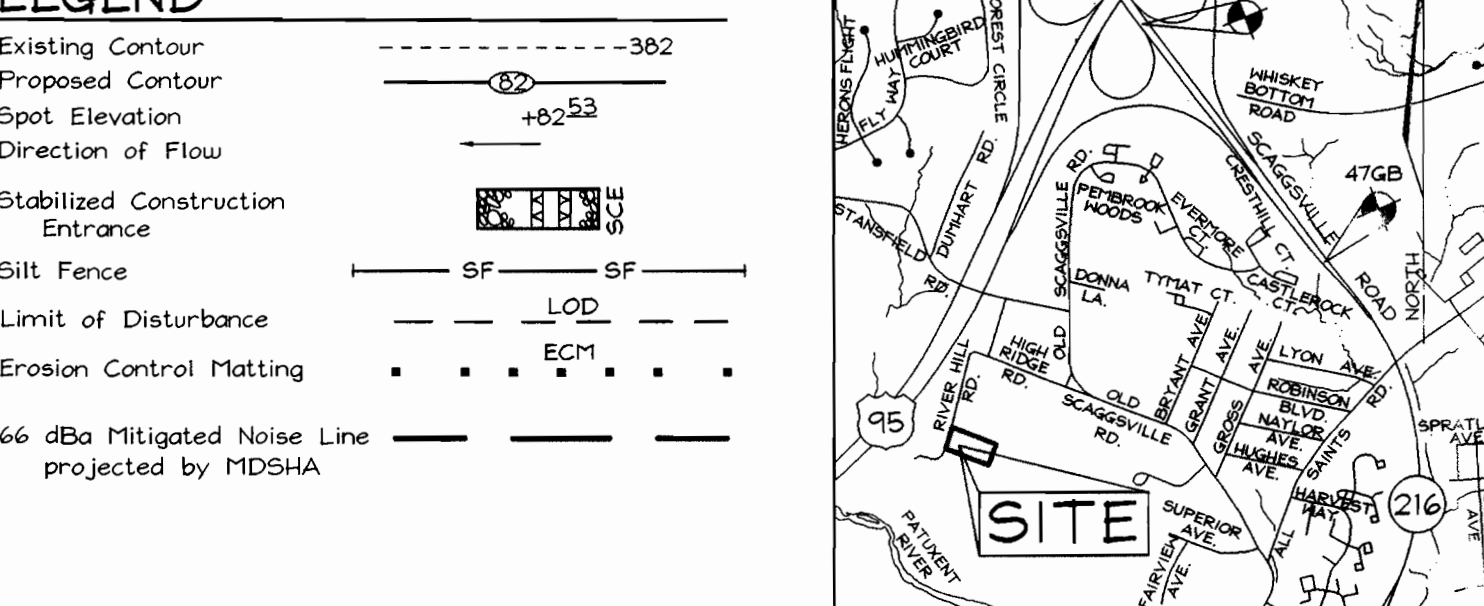 LEGEND
Existing Contour
382
Proposed Contour
82
Spot Elevation
+82 53
Direction of Flow
Stabilized Construction
Entrance
SCE
Silt Fence
SF SF
Limit of Disturbance
LOD
Erosion Control Matting
ECM
66 dBa Mitigated Noise Line
projected by MDSHA
HERONS FLIGHT
HUMMINGBIRD
COURT
FLY WAY
FOREST CIRCLE
WHISKEY
BOTTOM
ROAD
SCAGGSVILLE
ROAD
47GB
NORTH
STANSFIELD
RD.
DUMHART RD.
OLD SCAGGSVILLE RD.
PEMBROOK
WOODS
EVERMORE
CT.
CRESTHILL CT
CASTLEROCK
CT.
DONNA
LA.
TYMAT CT.
HIGH
RIDGE
RD.
RIVER HILL
RD.
OLD
SCAGGSVILLE
RD.
BRYANT AVE.
GRANT AVE.
GROSS AVE.
LYON AVE.
ROBINSON
BLVD.
NAYLOR
AVE.
HUGHES
AVE.
ALL SAINTS RD.
HARVEST
WAY
SPRATL
AVE
AVE
95
216
SITE
SUPERIOR
AVE.
FAIRVIEW
AVE.
PATUXENT
RIVER